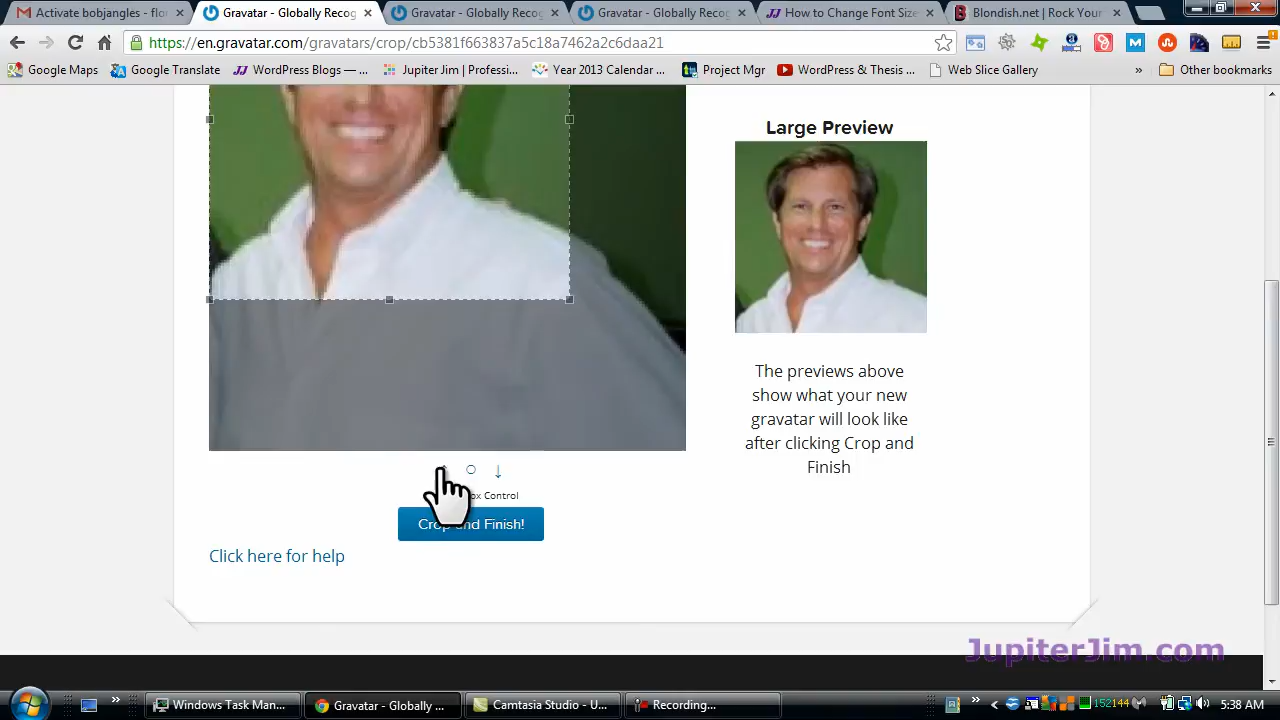 Activate bobjangles - flo
Gravatar - Globally Recog
Gravatar - Globally Recog
Gravatar - Globally Recog
How to Change Font Size
Blondish.net | Rock Your
https://en.gravatar.com/gravatars/crop/cb5381f663837a5c18a7462a2c6daa21
Google Maps
Google Translate
WordPress Blogs — ...
Jupiter Jim | Professi...
Year 2013 Calendar ...
Project Mgr
WordPress & Thesis ...
Web Slice Gallery
»
Other bookmarks
Large Preview
The previews above
show what your new
gravatar will look like
after clicking Crop and
Finish
ox Control
Crop and Finish!
Click here for help
JupiterJim.com
Windows Task Man...
Gravatar - Globally ...
Camtasia Studio - U...
Recording...
152144
5:38 AM